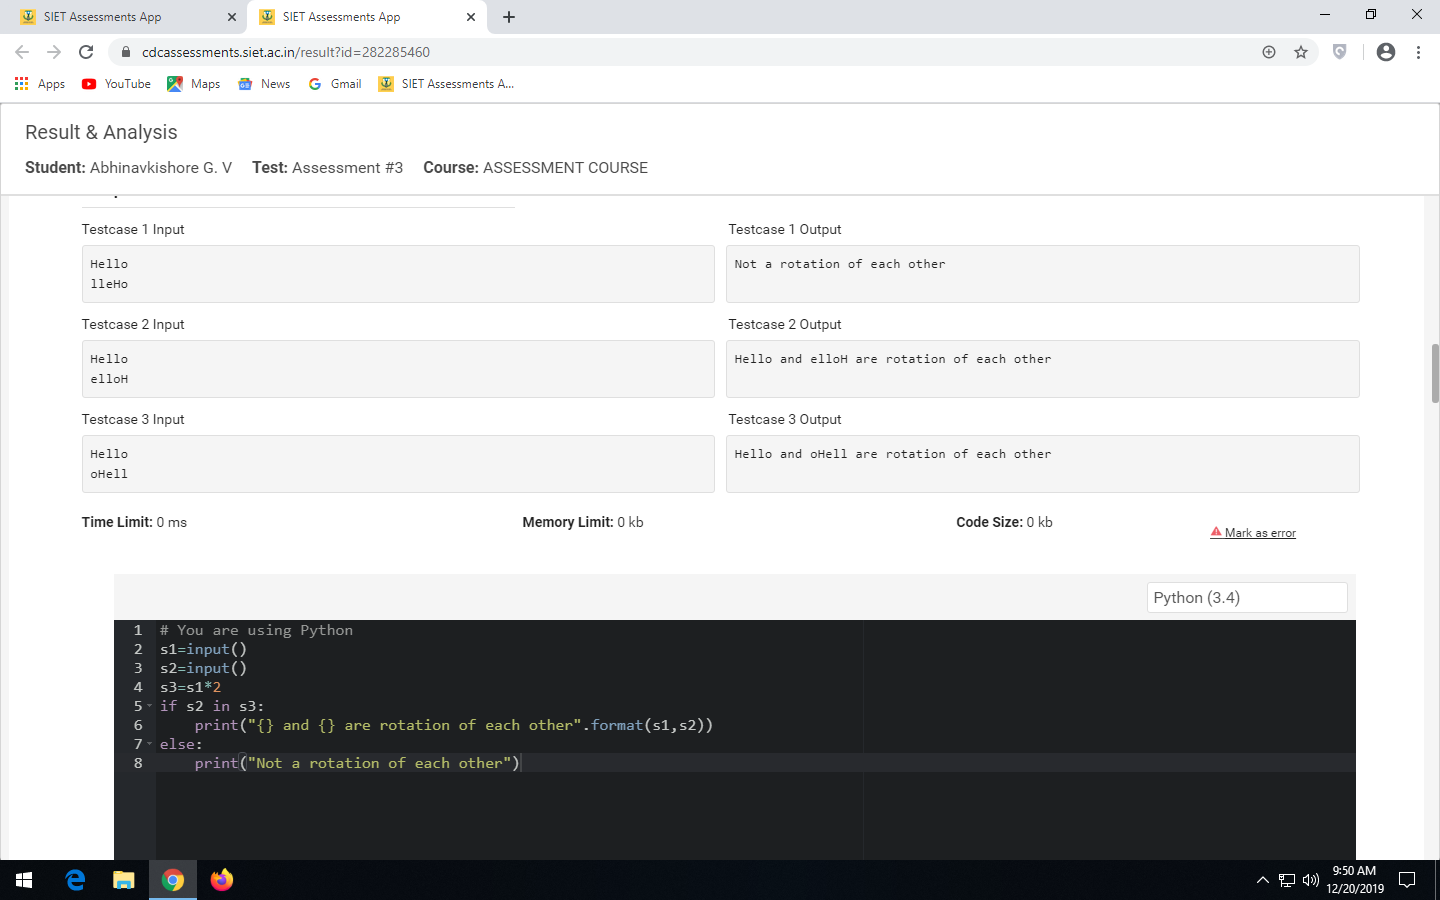 SIET Assessments App
SIET Assessments App
cdcassessments.siet.ac.in/result?id=282285460
Apps YouTube Maps News Gmail SIET Assessments A...
Result & Analysis
Student: Abhinavkishore G. V Test: Assessment #3 Course: ASSESSMENT COURSE
Testcase 1 Input
Testcase 1 Output
Hello
lleHo
Not a rotation of each other
Testcase 2 Input
Testcase 2 Output
Hello
elloH
Hello and elloH are rotation of each other
Testcase 3 Input
Testcase 3 Output
Hello
oHell
Hello and oHell are rotation of each other
Time Limit: 0 ms Memory Limit: 0 kb Code Size: 0 kb
Mark as error
Python (3.4)
1 # You are using Python
2 s1=input()
3 s2=input()
4 s3=s1*2
5 if s2 in s3:
6 print("{} and {} are rotation of each other".format(s1,s2))
7 else:
8 print("Not a rotation of each other")
9:50 AM
12/20/2019